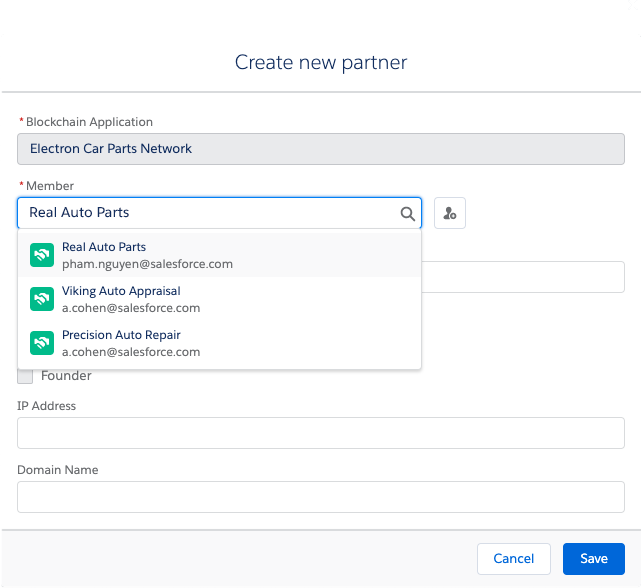 Create new partner
* Blockchain Application
Electron Car Parts Network
* Member
Real Auto Parts
Real Auto Parts
pham.nguyen@salesforce.com
Viking Auto Appraisal
a.cohen@salesforce.com
Precision Auto Repair
a.cohen@salesforce.com
Founder
IP Address
Domain Name
Cancel Save